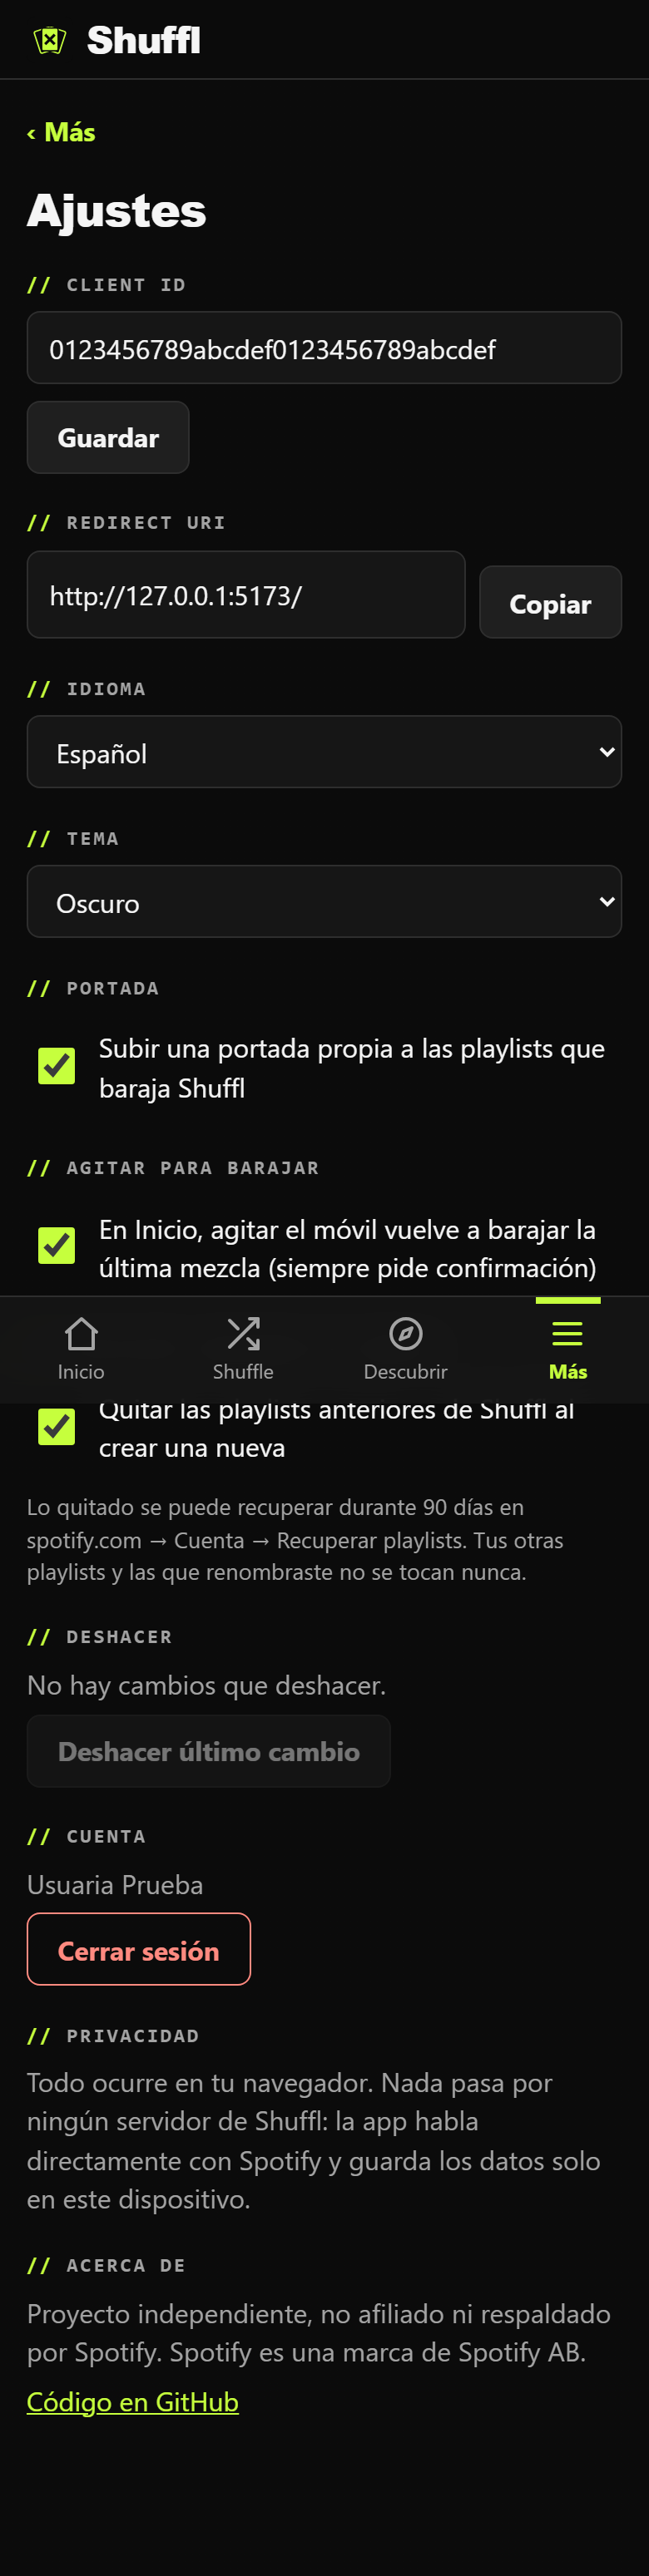 Shuffl
‹ Más
Ajustes
// CLIENT ID
0123456789abcdef0123456789abcdef
Guardar
// REDIRECT URI
http://127.0.0.1:5173/
Copiar
// IDIOMA
Español
// TEMA
Oscuro
// PORTADA
Subir una portada propia a las playlists que
baraja Shuffl
// AGITAR PARA BARAJAR
En Inicio, agitar el móvil vuelve a barajar la
última mezcla (siempre pide confirmación)
Inicio
Shuffle
Descubrir
Más
Quitar las playlists anteriores de Shuffl al
crear una nueva
Lo quitado se puede recuperar durante 90 días en
spotify.com → Cuenta → Recuperar playlists. Tus otras
playlists y las que renombraste no se tocan nunca.
// DESHACER
No hay cambios que deshacer.
Deshacer último cambio
// CUENTA
Usuaria Prueba
Cerrar sesión
// PRIVACIDAD
Todo ocurre en tu navegador. Nada pasa por
ningún servidor de Shuffl: la app habla
directamente con Spotify y guarda los datos solo
en este dispositivo.
// ACERCA DE
Proyecto independiente, no afiliado ni respaldado
por Spotify. Spotify es una marca de Spotify AB.
Código en GitHub